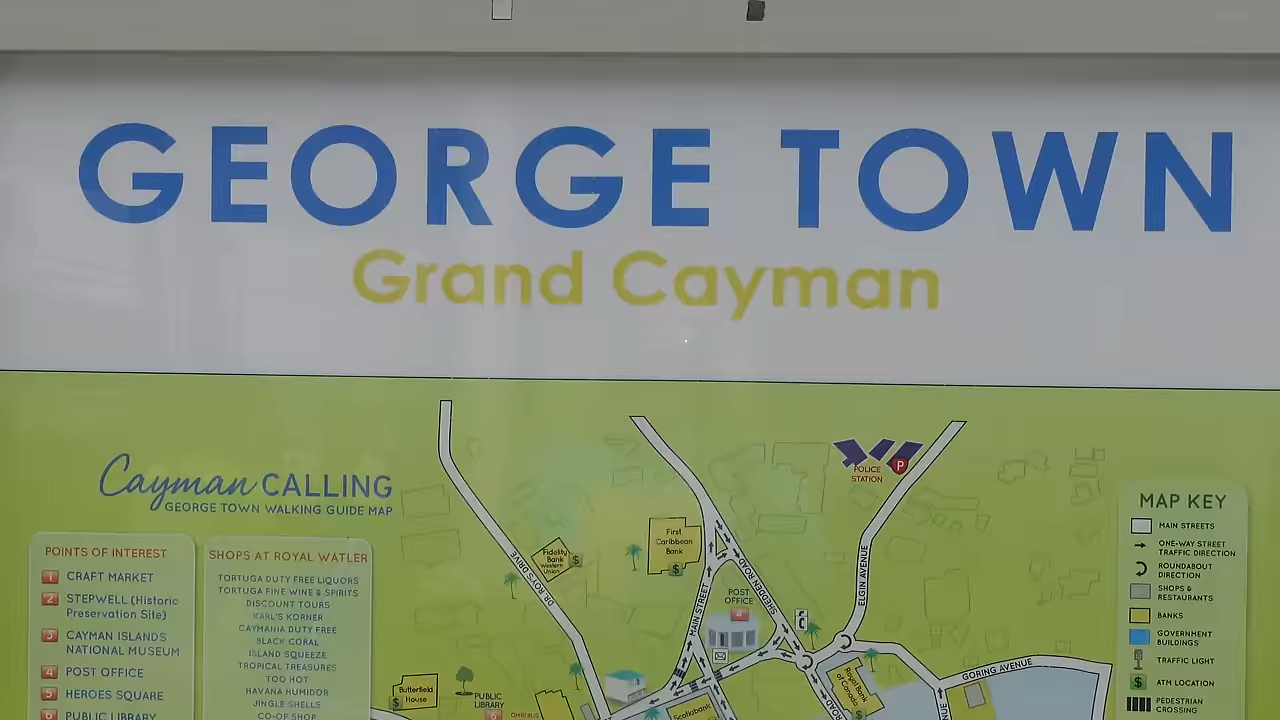 GEORGE TOWN
Grand Cayman
Cayman CALLING
GEORGE TOWN WALKING GUIDE MAP
POINTS OF INTEREST
1 CRAFT MARKET
2 STEPWELL (Historic
Preservation Site)
3 CAYMAN ISLANDS
NATIONAL MUSEUM
4 POST OFFICE
5 HEROES SQUARE
6 PUBLIC LIBRARY
SHOPS AT ROYAL WATLER
TORTUGA DUTY FREE LIQUORS
TORTUGA FINE WINE & SPIRITS
DISCOUNT TOURS
KARL'S KORNER
CAYMANIA DUTY FREE
BLACK CORAL
ISLAND SQUEEZE
TROPICAL TREASURES
TOO HOT
HAVANA HUMIDOR
JINGLE SHELLS
CO-OP SHOP
POLICE
STATION
P
First
Caribbean
Bank
$
Fidelity
Bank
Western
Union
$
DR. ROY'S DRIVE
MAIN STREET
SHEDDEN ROAD
ELGIN AVENUE
POST
OFFICE
4
GORING AVENUE
Royal Bank
of Canada
$
ROAD
Butterfield
House
$
PUBLIC
LIBRARY
6
OMNIBUS
Scotiabank
MAP KEY
MAIN STREETS
ONE-WAY STREET
TRAFFIC DIRECTION
ROUNDABOUT
DIRECTION
SHOPS &
RESTAURANTS
BANKS
GOVERNMENT
BUILDINGS
TRAFFIC LIGHT
$ ATM LOCATION
PEDESTRIAN
CROSSING